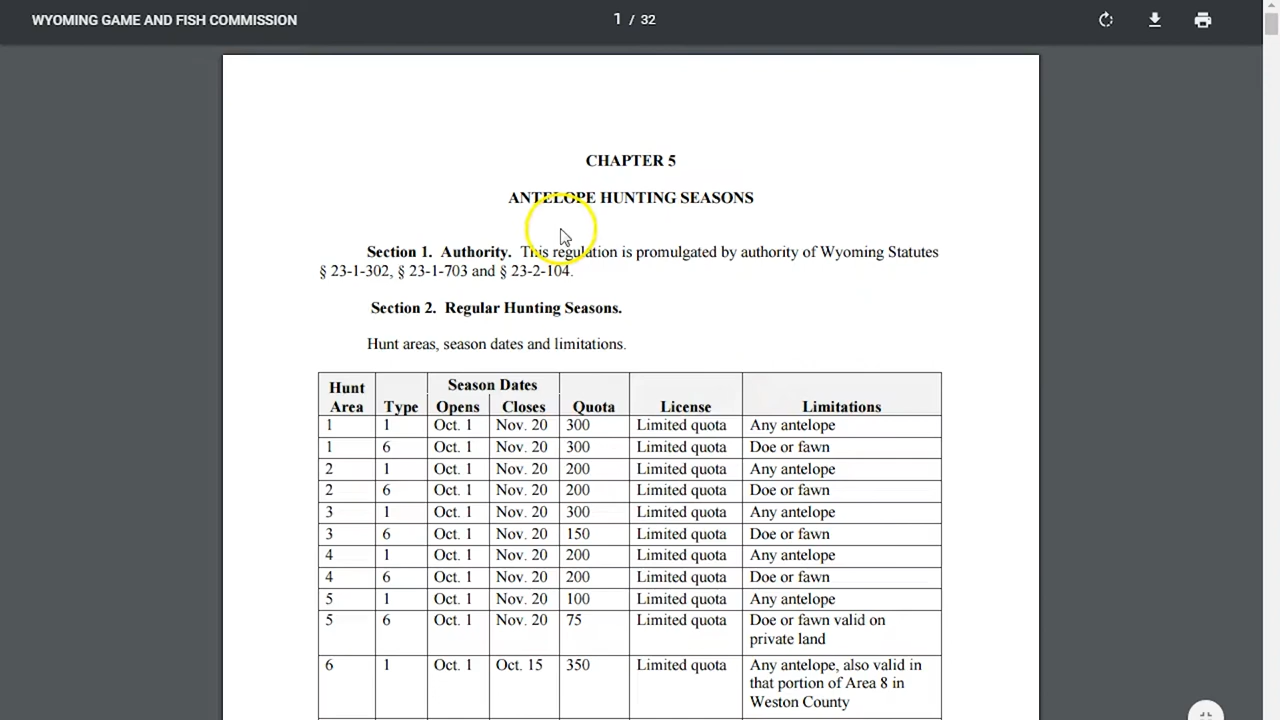 WYOMING GAME AND FISH COMMISSION
1 / 32
CHAPTER 5
ANTELOPE HUNTING SEASONS
Section 1. Authority. This regulation is promulgated by authority of Wyoming Statutes
§ 23-1-302, § 23-1-703 and § 23-2-104.
Section 2. Regular Hunting Seasons.
Hunt areas, season dates and limitations.
Hunt Area Type Season Dates Opens Closes Quota License Limitations
1 1 Oct. 1 Nov. 20 300 Limited quota Any antelope
1 6 Oct. 1 Nov. 20 300 Limited quota Doe or fawn
2 1 Oct. 1 Nov. 20 200 Limited quota Any antelope
2 6 Oct. 1 Nov. 20 200 Limited quota Doe or fawn
3 1 Oct. 1 Nov. 20 300 Limited quota Any antelope
3 6 Oct. 1 Nov. 20 150 Limited quota Doe or fawn
4 1 Oct. 1 Nov. 20 200 Limited quota Any antelope
4 6 Oct. 1 Nov. 20 200 Limited quota Doe or fawn
5 1 Oct. 1 Nov. 20 100 Limited quota Any antelope
5 6 Oct. 1 Nov. 20 75 Limited quota Doe or fawn valid on
private land
6 1 Oct. 1 Oct. 15 350 Limited quota Any antelope, also valid in
that portion of Area 8 in
Weston County